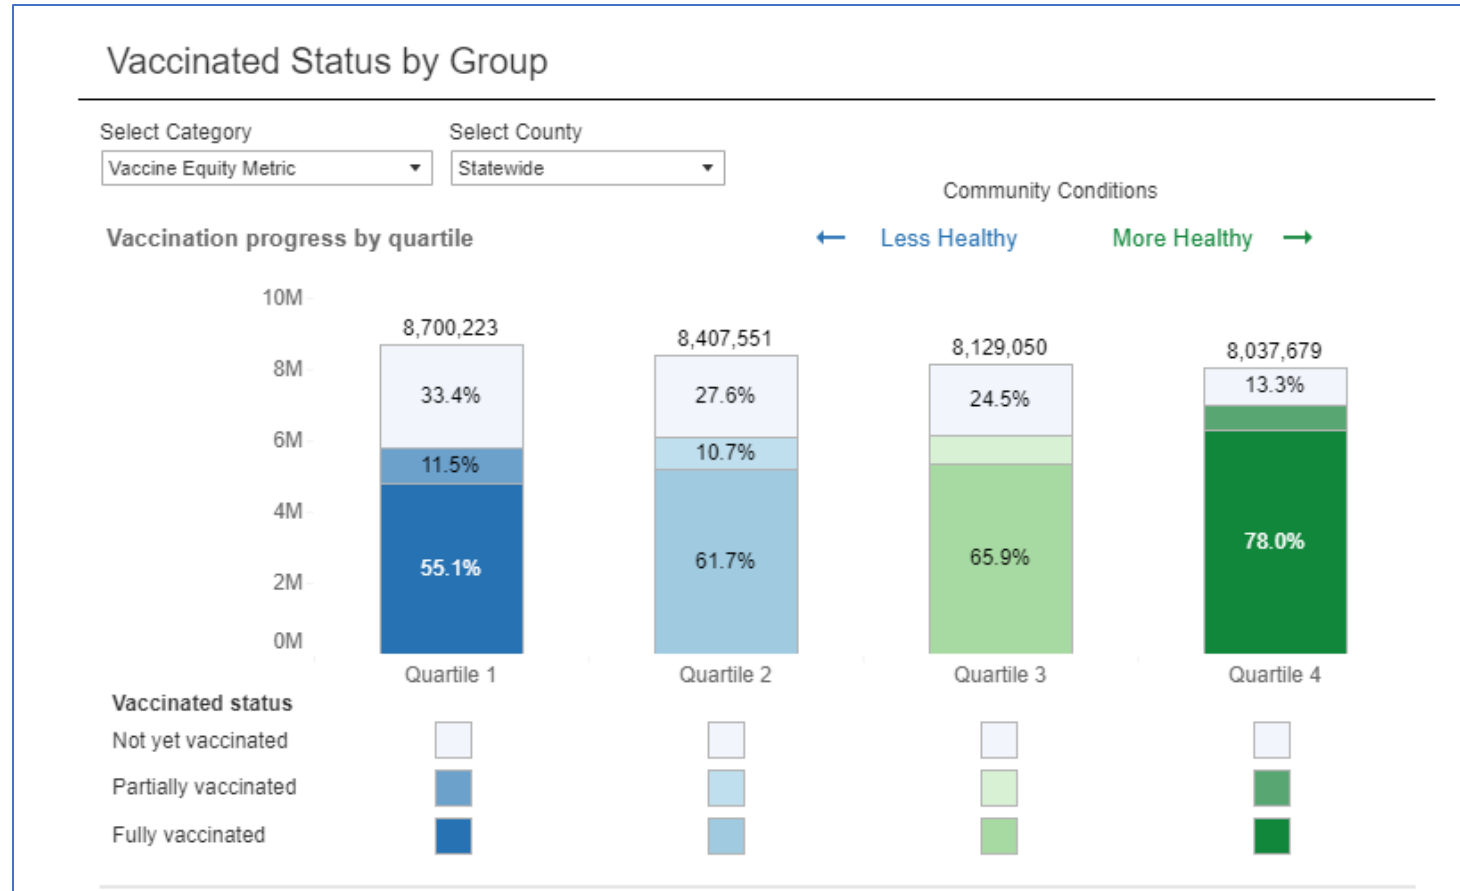 Vaccinated Status by Group
Select Category
Select County
Vaccine Equity Metric
Statewide
Community Conditions
Vaccination progress by quartile
Less Healthy
More Healthy
10M
8M
6M
4M
2M
0M
8,700,223
8,407,551
8,129,050
8,037,679
33.4%
27.6%
24.5%
13.3%
11.5%
10.7%
55.1%
61.7%
65.9%
78.0%
Quartile 1
Quartile 2
Quartile 3
Quartile 4
Vaccinated status
Not yet vaccinated
Partially vaccinated
Fully vaccinated